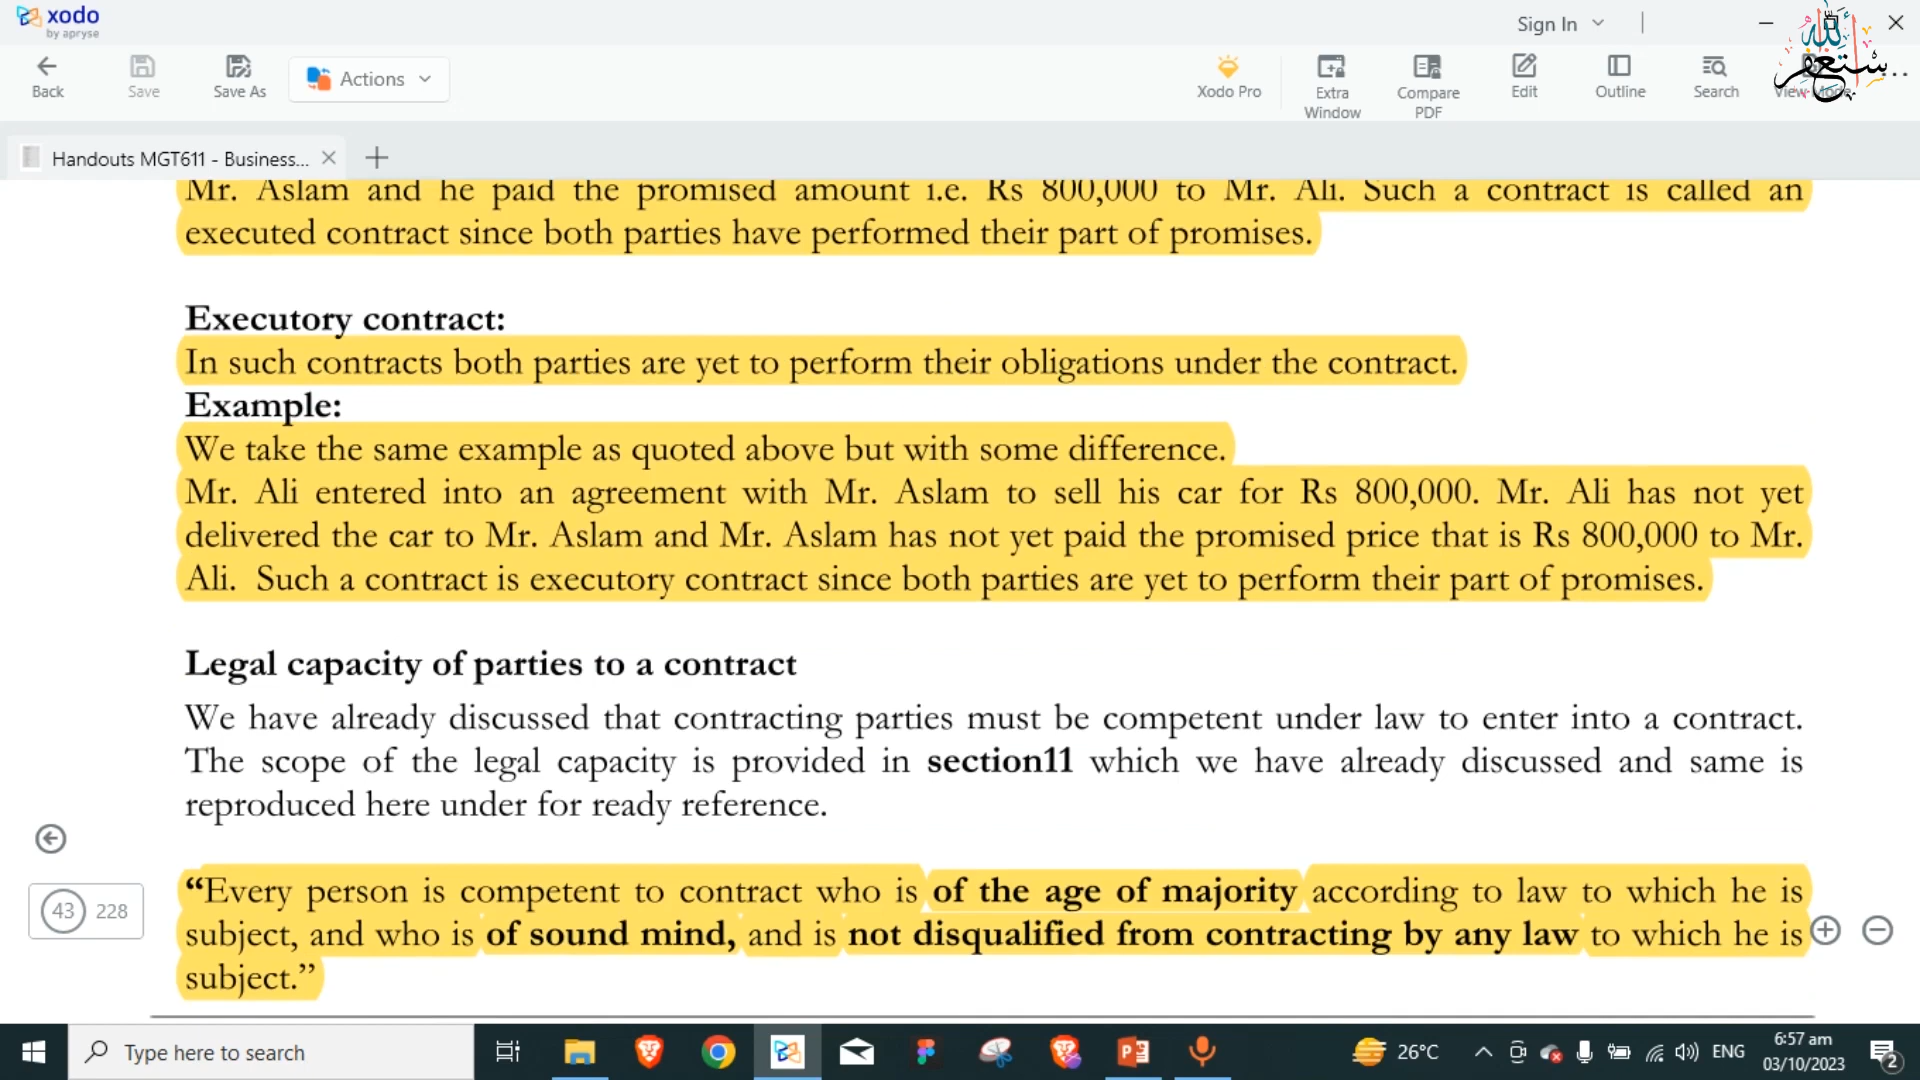 xodo
by apryse
Sign In
Back
Save
Save As
Actions
Xodo Pro
Extra Window
Compare PDF
Edit
Outline
Search
View Mode
أستغفر الله
Handouts MGT611 - Business...
Mr. Aslam and he paid the promised amount i.e. Rs 800,000 to Mr. Ali. Such a contract is called an
executed contract since both parties have performed their part of promises.
Executory contract:
In such contracts both parties are yet to perform their obligations under the contract.
Example:
We take the same example as quoted above but with some difference.
Mr. Ali entered into an agreement with Mr. Aslam to sell his car for Rs 800,000. Mr. Ali has not yet
delivered the car to Mr. Aslam and Mr. Aslam has not yet paid the promised price that is Rs 800,000 to Mr.
Ali. Such a contract is executory contract since both parties are yet to perform their part of promises.
Legal capacity of parties to a contract
We have already discussed that contracting parties must be competent under law to enter into a contract.
The scope of the legal capacity is provided in section11 which we have already discussed and same is
reproduced here under for ready reference.
“Every person is competent to contract who is of the age of majority according to law to which he is
subject, and who is of sound mind, and is not disqualified from contracting by any law to which he is
subject.”
43 228
Type here to search
26°C
ENG
6:57 am
03/10/2023
2